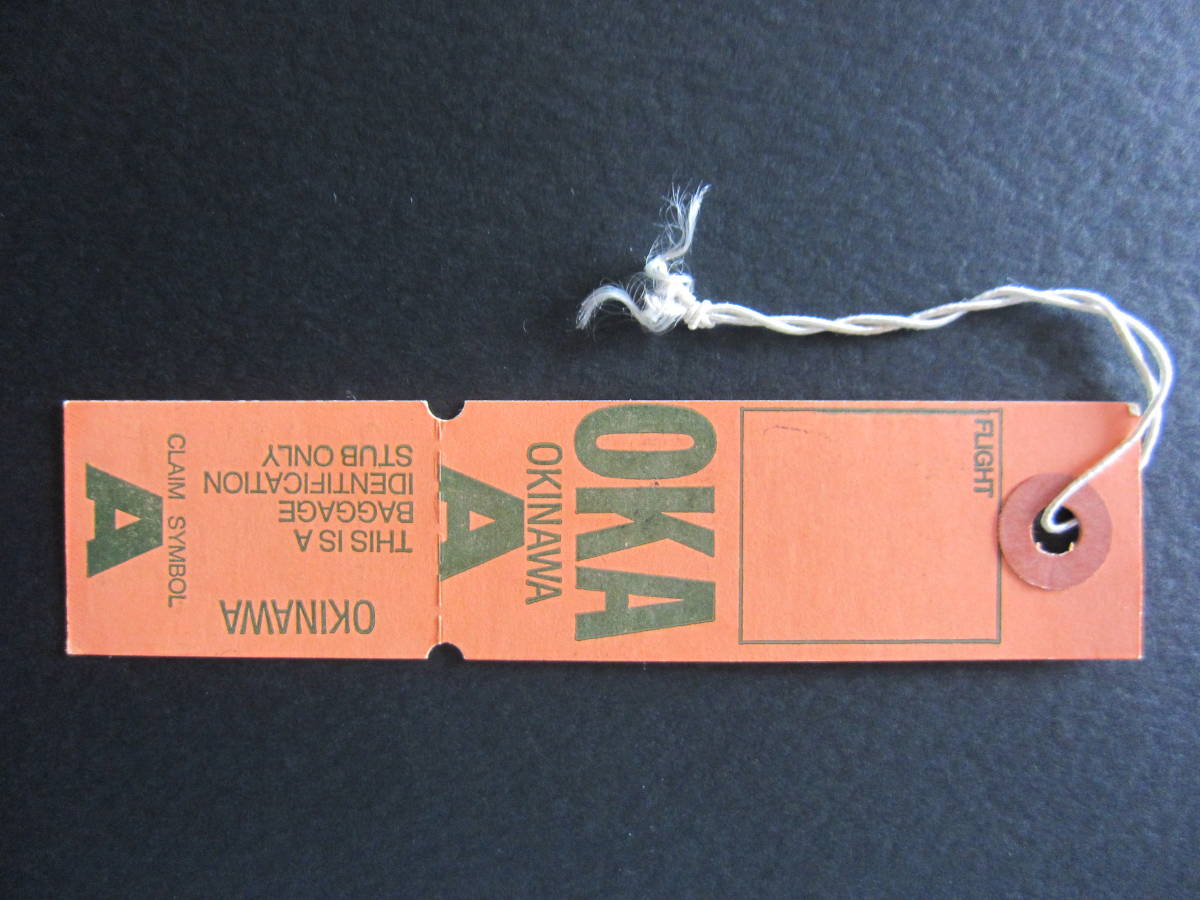 FLIGHT
OKA
OKINAWA
A
OKINAWA
THIS IS A
BAGGAGE
IDENTIFICATION
STUB ONLY
CLAIM SYMBOL
A